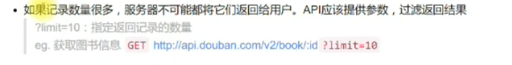 如果记录数量很多，服务器不可能都将它们返回给用户。API应该提供参数，过滤返回结果
?limit=10：指定返回记录的数量
eg. 获取图书信息 GET http://api.douban.com/v2/book/:id?limit=10